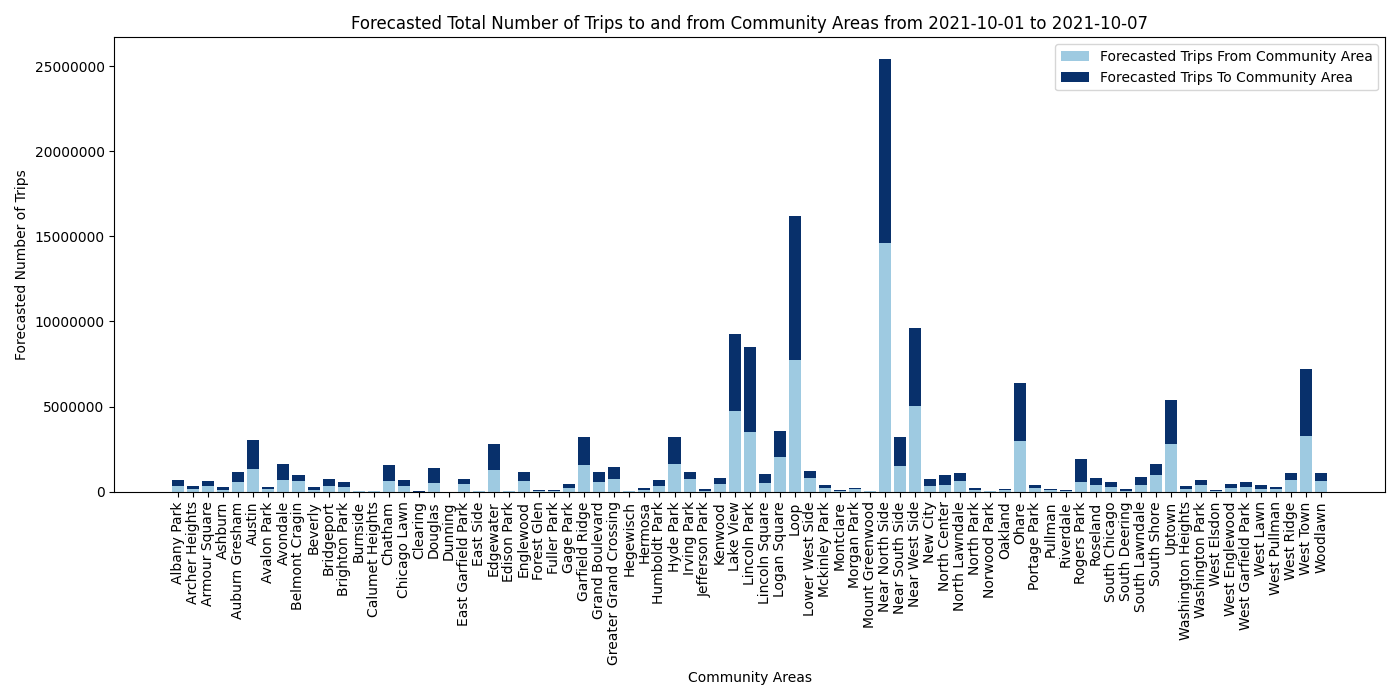 Forecasted Total Number of Trips to and from Community Areas from 2021-10-01 to 2021-10-07
Forecasted Trips From Community Area
Forecasted Trips To Community Area
Forecasted Number of Trips
25000000
20000000
15000000
10000000
5000000
0
Albany Park
Archer Heights
Armour Square
Ashburn
Auburn Gresham
Austin
Avalon Park
Avondale
Belmont Cragin
Beverly
Bridgeport
Brighton Park
Burnside
Calumet Heights
Chatham
Chicago Lawn
Clearing
Douglas
Dunning
East Garfield Park
East Side
Edgewater
Edison Park
Englewood
Forest Glen
Fuller Park
Gage Park
Garfield Ridge
Grand Boulevard
Greater Grand Crossing
Hegewisch
Hermosa
Humboldt Park
Hyde Park
Irving Park
Jefferson Park
Kenwood
Lake View
Lincoln Park
Lincoln Square
Logan Square
Loop
Lower West Side
Mckinley Park
Montclare
Morgan Park
Mount Greenwood
Near North Side
Near South Side
Near West Side
New City
North Center
North Lawndale
North Park
Norwood Park
Oakland
Ohare
Portage Park
Pullman
Riverdale
Rogers Park
Roseland
South Chicago
South Deering
South Lawndale
South Shore
Uptown
Washington Heights
Washington Park
West Elsdon
West Englewood
West Garfield Park
West Lawn
West Pullman
West Ridge
West Town
Woodlawn
Community Areas